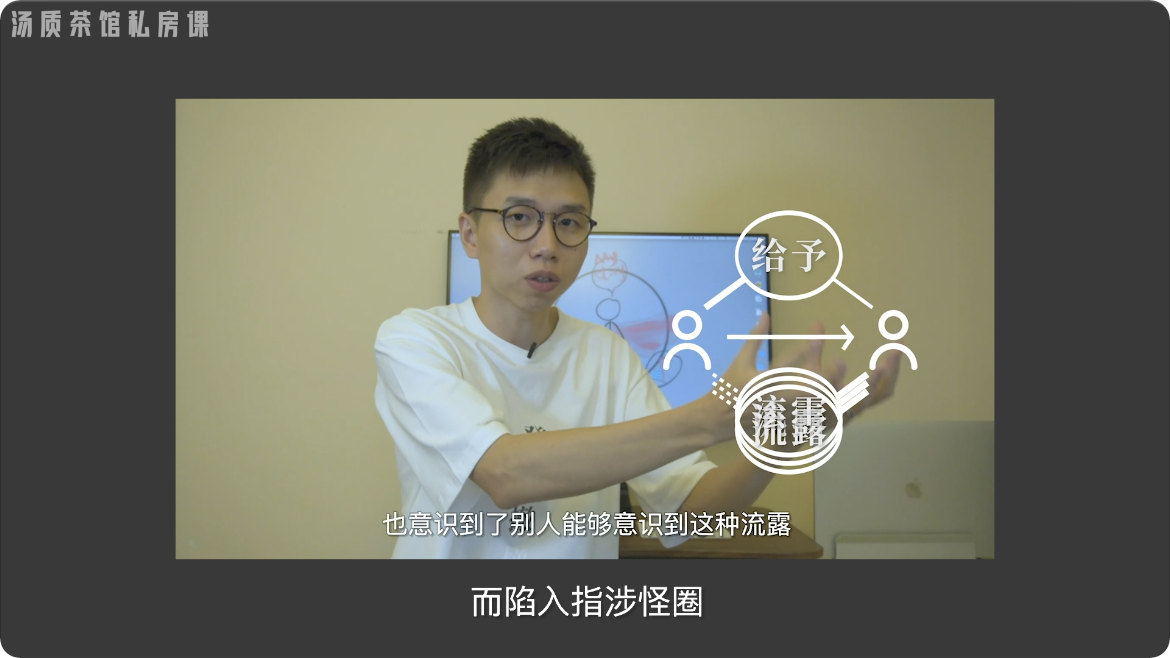 汤质茶馆私房课
给予
流露
也意识到了别人能够意识到这种流露
而陷入指涉怪圈